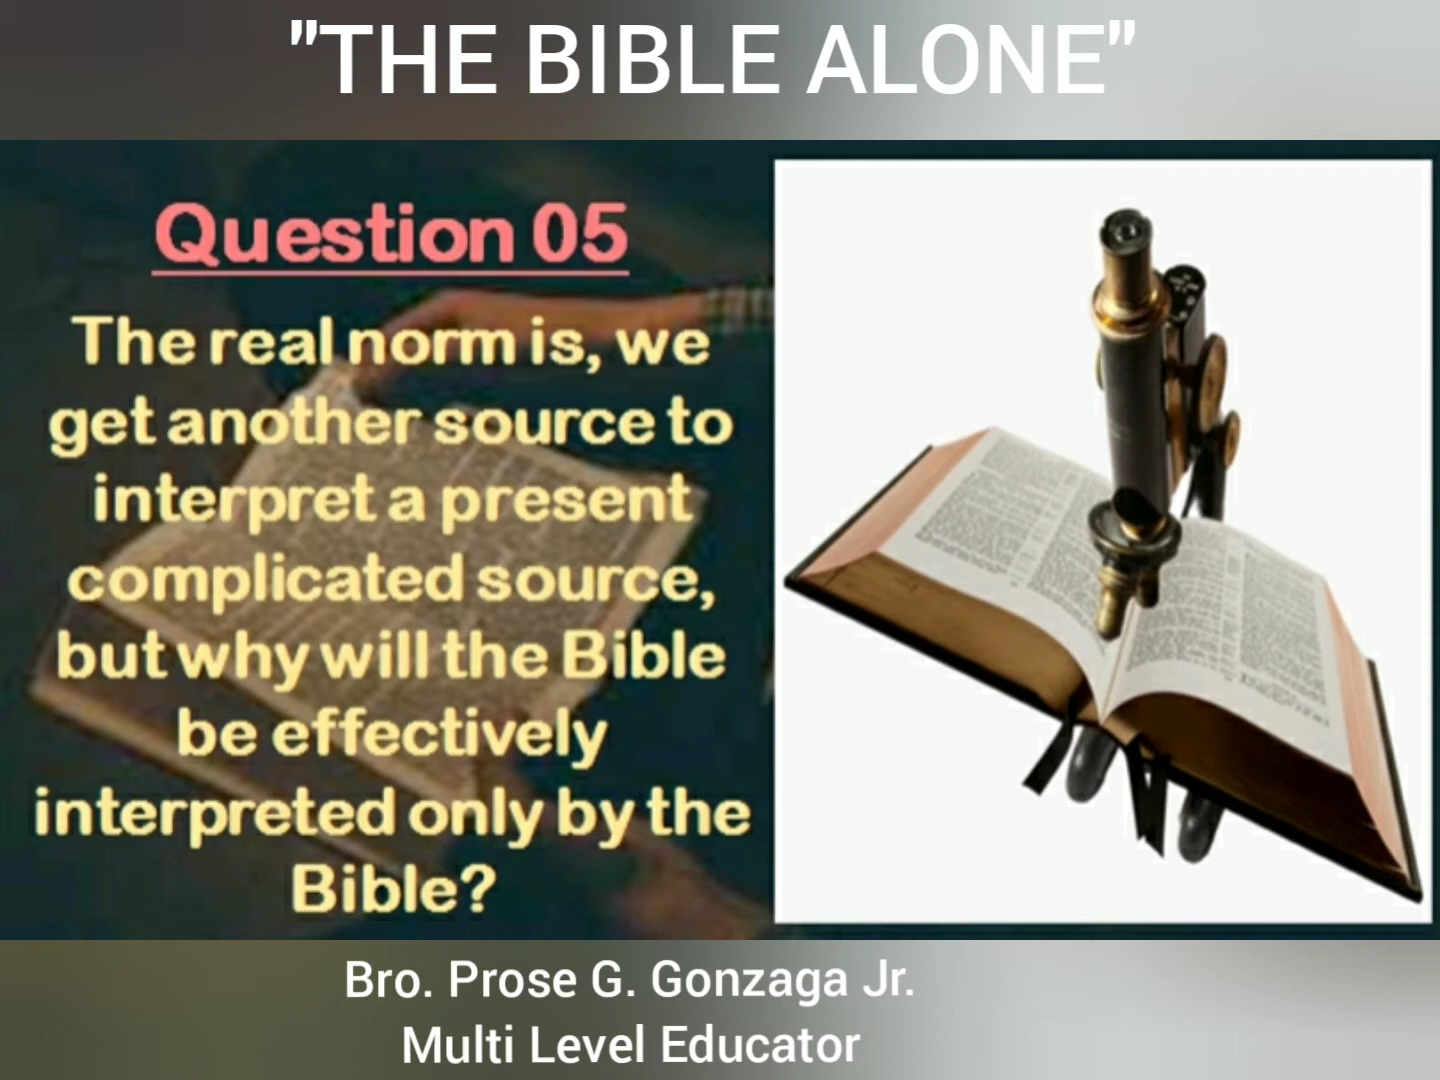 "THE BIBLE ALONE"
Question 05
The real norm is, we
get another source to
interpret a present
complicated source,
but why will the Bible
be effectively
interpreted only by the
Bible?
Bro. Prose G. Gonzaga Jr.
Multi Level Educator